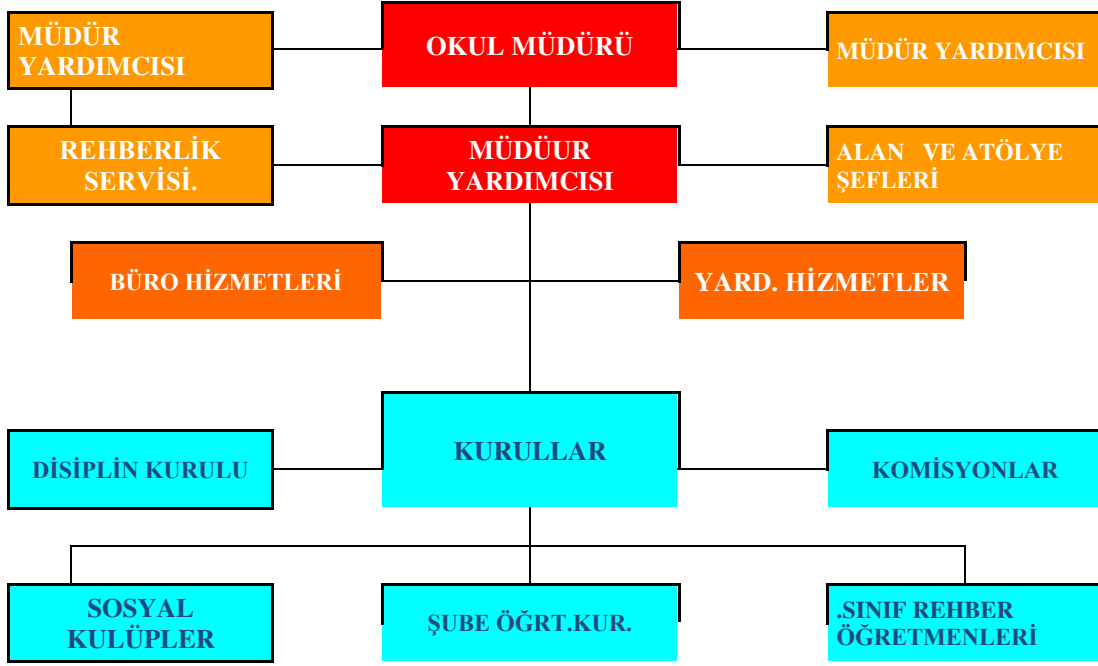 MÜDÜR
YARDIMCISI
OKUL MÜDÜRÜ
MÜDÜR YARDIMCISI
REHBERLİK
SERVİSİ.
MÜDÜUR
YARDIMCISI
ALAN VE ATÖLYE
ŞEFLERİ
BÜRO HİZMETLERİ
YARD. HİZMETLER
DİSİPLİN KURULU
KURULLAR
KOMİSYONLAR
SOSYAL
KULÜPLER
ŞUBE ÖĞRT.KUR.
.SINIF REHBER
ÖĞRETMENLERİ